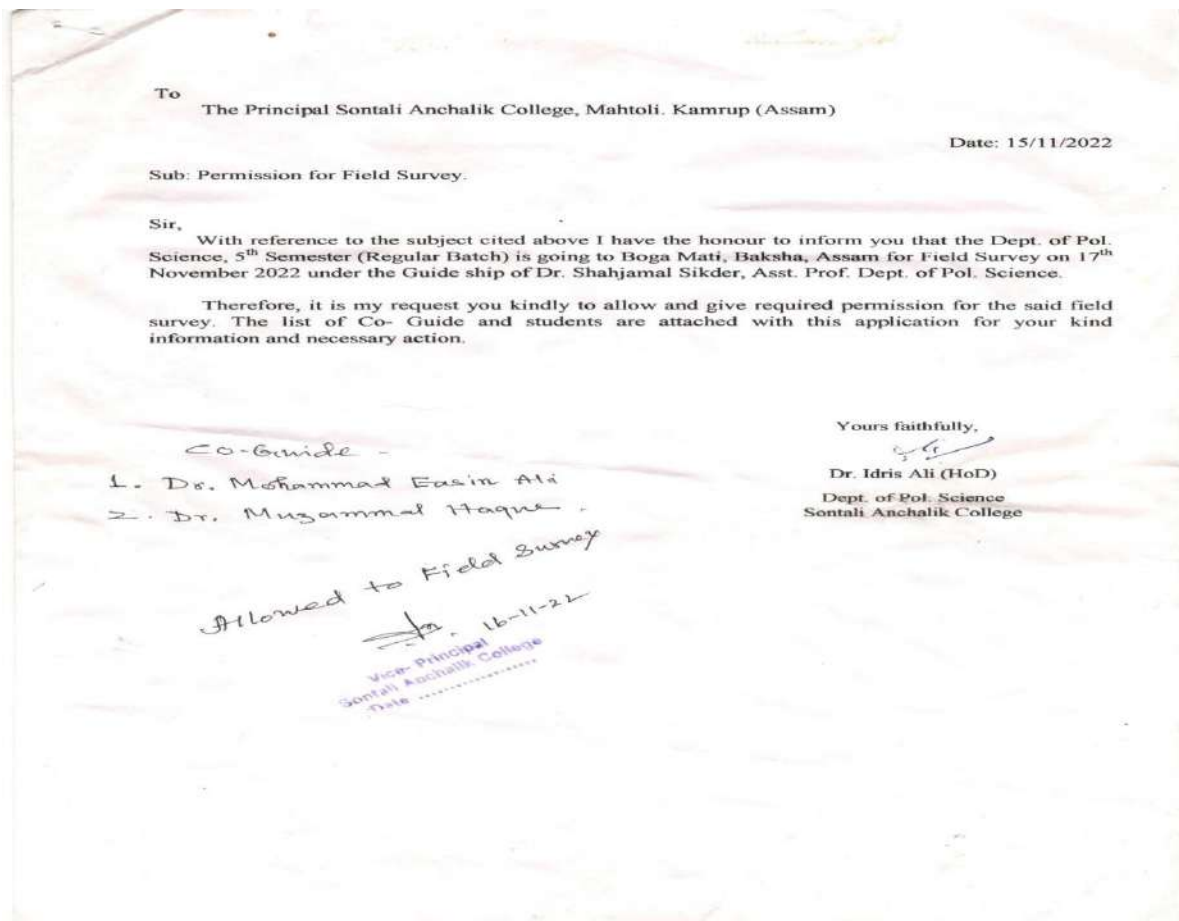 To
The Principal Sontali Anchalik College, Mahtoli. Kamrup (Assam)
Date: 15/11/2022
Sub: Permission for Field Survey.
Sir,
With reference to the subject cited above I have the honour to inform you that the Dept. of Pol.
Science, 5th Semester (Regular Batch) is going to Boga Mati, Baksha, Assam for Field Survey on 17th
November 2022 under the Guide ship of Dr. Shahjamal Sikder, Asst. Prof. Dept. of Pol. Science.
Therefore, it is my request you kindly to allow and give required permission for the said field
survey. The list of Co- Guide and students are attached with this application for your kind
information and necessary action.
Yours faithfully,
Dr. Idris Ali (HoD)
Dept. of Pol. Science
Sontali Anchalik College
Co-Guide -
1. Dr. Mohammad Easin Ali
2. Dr. Muzammal Haque.
Allowed to Field Survey
16-11-22
Vice- Principal
Sontali Anchalik College
Date ..................